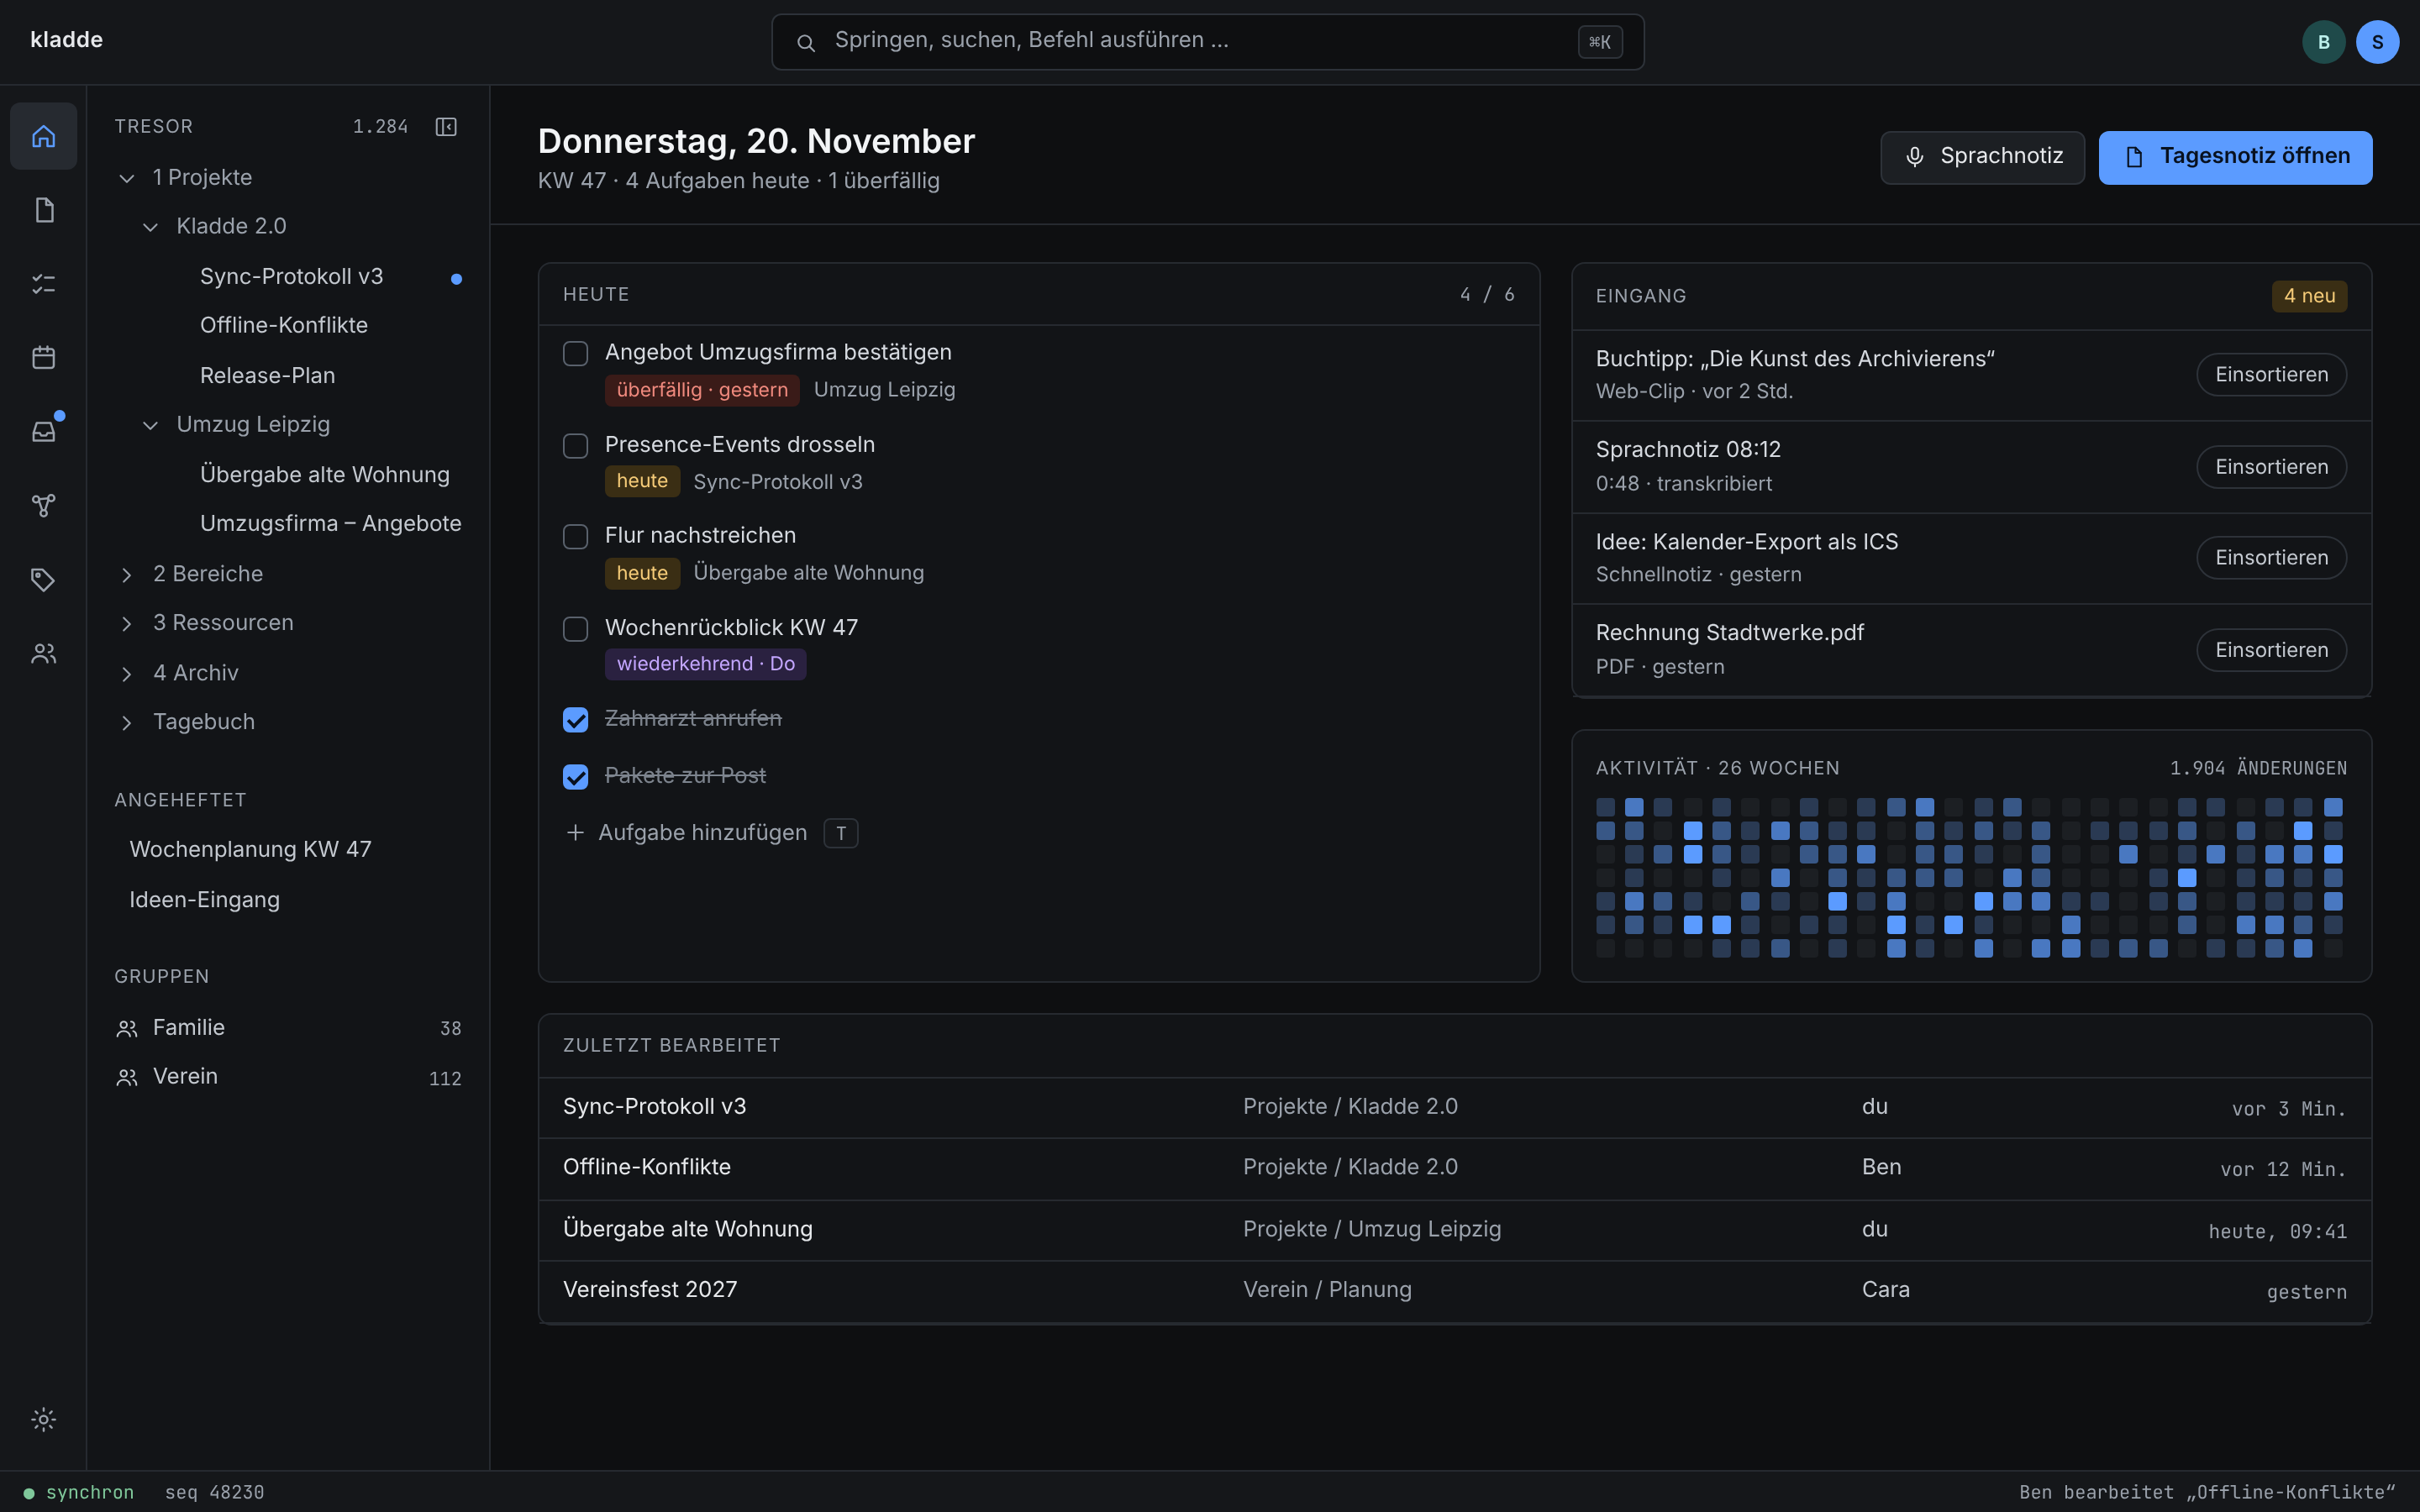 kladde
Springen, suchen, Befehl ausführen …
⌘K
B
S
TRESOR
1.284
1 Projekte
Kladde 2.0
Sync-Protokoll v3
Offline-Konflikte
Release-Plan
Umzug Leipzig
Übergabe alte Wohnung
Umzugsfirma – Angebote
2 Bereiche
3 Ressourcen
4 Archiv
Tagebuch
ANGEHEFTET
Wochenplanung KW 47
Ideen-Eingang
GRUPPEN
Familie
38
Verein
112
Donnerstag, 20. November
KW 47 · 4 Aufgaben heute · 1 überfällig
Sprachnotiz
Tagesnotiz öffnen
HEUTE
4 / 6
Angebot Umzugsfirma bestätigen
überfällig · gestern
Umzug Leipzig
Presence-Events drosseln
heute
Sync-Protokoll v3
Flur nachstreichen
heute
Übergabe alte Wohnung
Wochenrückblick KW 47
wiederkehrend · Do
Zahnarzt anrufen
Pakete zur Post
Aufgabe hinzufügen
T
EINGANG
4 neu
Buchtipp: „Die Kunst des Archivierens“
Web-Clip · vor 2 Std.
Einsortieren
Sprachnotiz 08:12
0:48 · transkribiert
Einsortieren
Idee: Kalender-Export als ICS
Schnellnotiz · gestern
Einsortieren
Rechnung Stadtwerke.pdf
PDF · gestern
Einsortieren
AKTIVITÄT · 26 WOCHEN
1.904 ÄNDERUNGEN
ZULETZT BEARBEITET
Sync-Protokoll v3
Projekte / Kladde 2.0
du
vor 3 Min.
Offline-Konflikte
Projekte / Kladde 2.0
Ben
vor 12 Min.
Übergabe alte Wohnung
Projekte / Umzug Leipzig
du
heute, 09:41
Vereinsfest 2027
Verein / Planung
Cara
gestern
synchron
seq 48230
Ben bearbeitet „Offline-Konflikte“